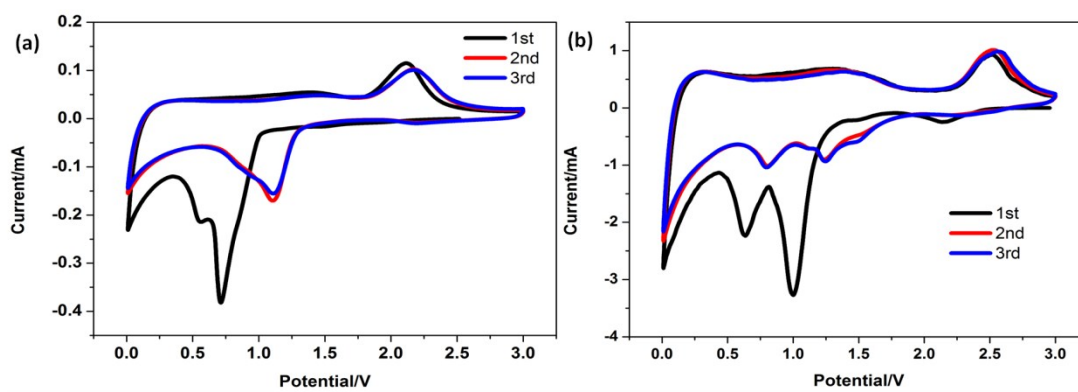 (a)
0.2
0.1
0.0
-0.1
-0.2
-0.3
-0.4
Current/mA
1st
2nd
3rd
0.0 0.5 1.0 1.5 2.0 2.5 3.0
Potential/V
(b)
1
0
-1
-2
-3
-4
Current/mA
1st
2nd
3rd
0.0 0.5 1.0 1.5 2.0 2.5 3.0
Potential/V